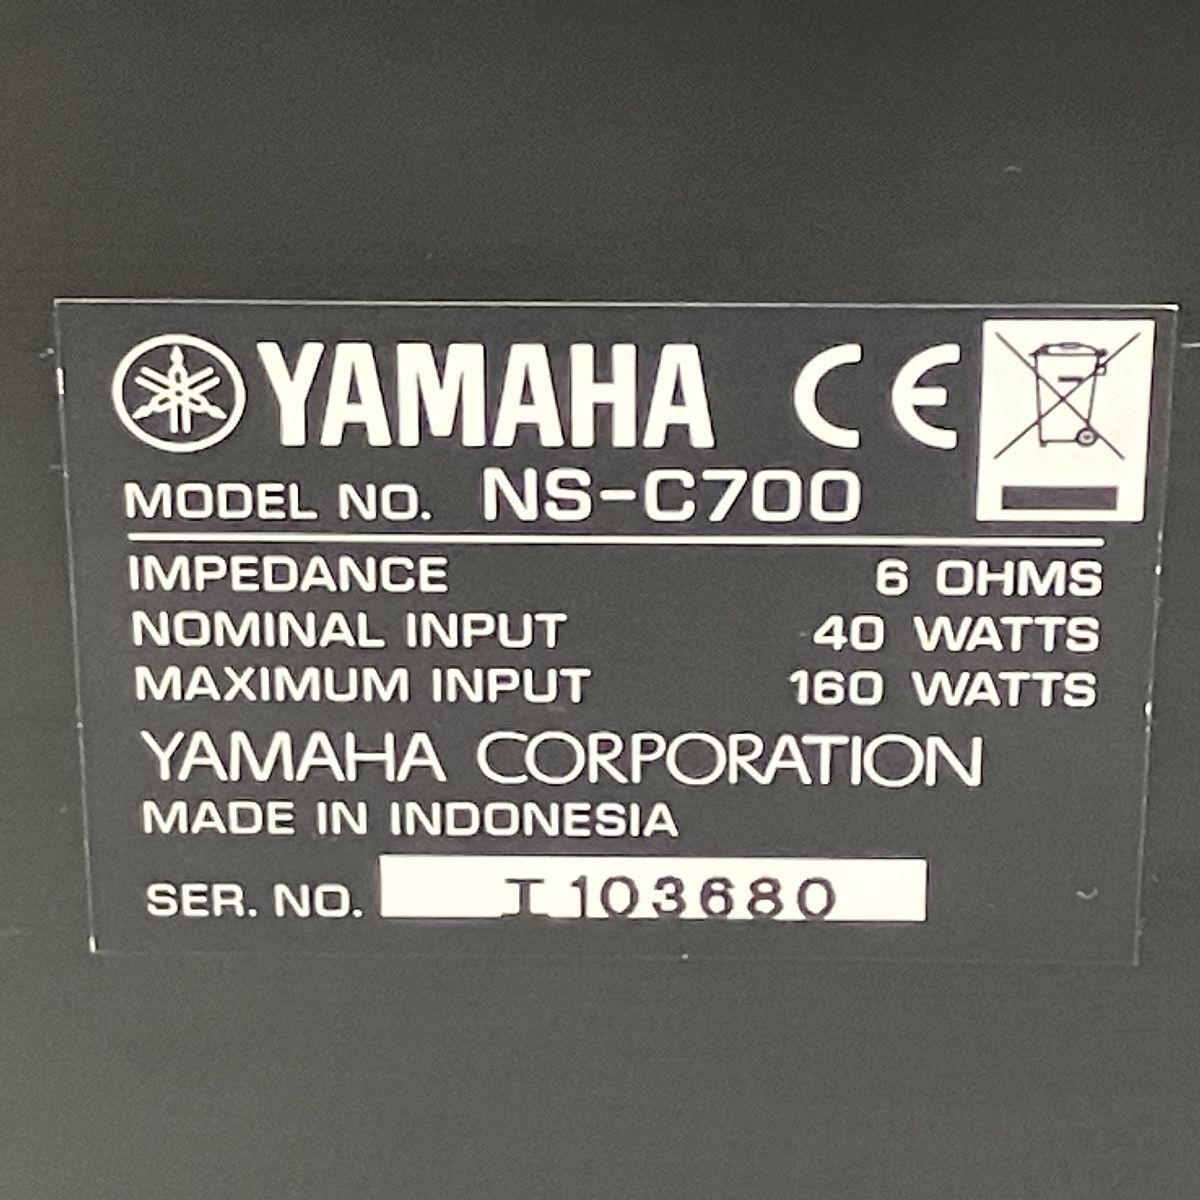 YAMAHA CE
MODEL NO. NS-C700
IMPEDANCE 6 OHMS
NOMINAL INPUT 40 WATTS
MAXIMUM INPUT 160 WATTS
YAMAHA CORPORATION
MADE IN INDONESIA
SER. NO. T103680